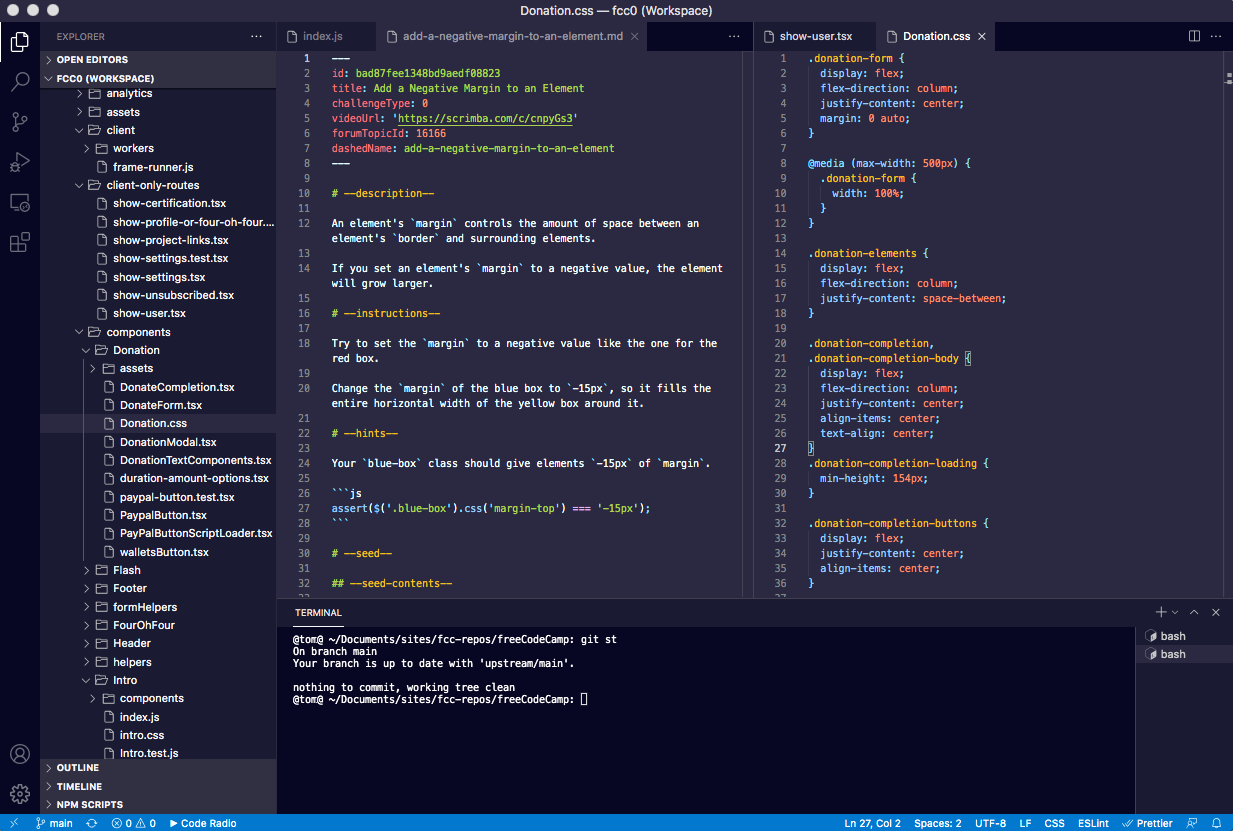 Donation.css — fcc0 (Workspace)
EXPLORER
OPEN EDITORS
FCC0 (WORKSPACE)
analytics
assets
client
workers
frame-runner.js
client-only-routes
show-certification.tsx
show-profile-or-four-oh-four....
show-project-links.tsx
show-settings.test.tsx
show-settings.tsx
show-unsubscribed.tsx
show-user.tsx
components
Donation
assets
DonateCompletion.tsx
DonateForm.tsx
Donation.css
DonationModal.tsx
DonationTextComponents.tsx
duration-amount-options.tsx
paypal-button.test.tsx
PaypalButton.tsx
PayPalButtonScriptLoader.tsx
walletsButton.tsx
Flash
Footer
formHelpers
FourOhFour
Header
helpers
Intro
components
index.js
intro.css
Intro.test.js
OUTLINE
TIMELINE
NPM SCRIPTS
index.js
add-a-negative-margin-to-an-element.md
1 ---
2 id: bad87fee1348bd9aedf08823
3 title: Add a Negative Margin to an Element
4 challengeType: 0
5 videoUrl: 'https://scrimba.com/c/cnpyGs3'
6 forumTopicId: 16166
7 dashedName: add-a-negative-margin-to-an-element
8 ---
9
10 # --description--
11
12 An element's `margin` controls the amount of space between an
element's `border` and surrounding elements.
13
14 If you set an element's `margin` to a negative value, the element
will grow larger.
15
16 # --instructions--
17
18 Try to set the `margin` to a negative value like the one for the
red box.
19
20 Change the `margin` of the blue box to `-15px`, so it fills the
entire horizontal width of the yellow box around it.
21
22 # --hints--
23
24 Your `blue-box` class should give elements `-15px` of `margin`.
25
26 ```js
27 assert($('.blue-box').css('margin-top') === '-15px');
28 ```
29
30 # --seed--
31
32 ## --seed-contents--
show-user.tsx
Donation.css
1 .donation-form {
2 display: flex;
3 flex-direction: column;
4 justify-content: center;
5 margin: 0 auto;
6 }
7
8 @media (max-width: 500px) {
9 .donation-form {
10 width: 100%;
11 }
12 }
13
14 .donation-elements {
15 display: flex;
16 flex-direction: column;
17 justify-content: space-between;
18 }
19
20 .donation-completion,
21 .donation-completion-body {
22 display: flex;
23 flex-direction: column;
24 justify-content: center;
25 align-items: center;
26 text-align: center;
27 }
28 .donation-completion-loading {
29 min-height: 154px;
30 }
31
32 .donation-completion-buttons {
33 display: flex;
34 justify-content: center;
35 align-items: center;
36 }
TERMINAL
@tom@ ~/Documents/sites/fcc-repos/freeCodeCamp: git st
On branch main
Your branch is up to date with 'upstream/main'.
nothing to commit, working tree clean
@tom@ ~/Documents/sites/fcc-repos/freeCodeCamp:
bash
bash
main 0 0 Code Radio
Ln 27, Col 2 Spaces: 2 UTF-8 LF CSS ESLint Prettier